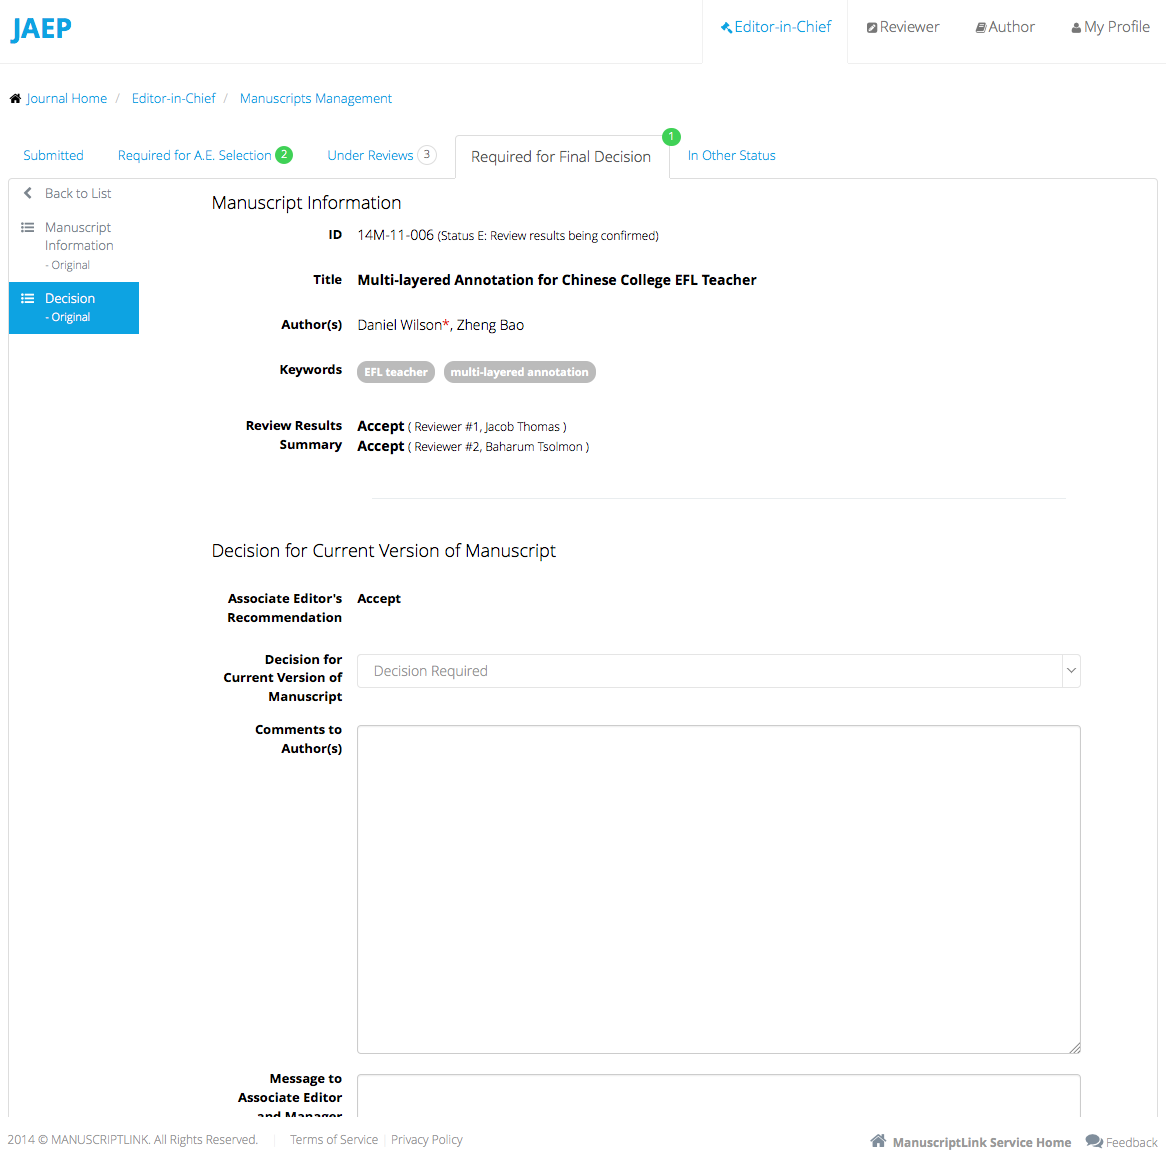 JAEP
Editor-in-Chief
Reviewer
Author
My Profile
Journal Home / Editor-in-Chief / Manuscripts Management
Submitted
Required for A.E. Selection 2
Under Reviews 3
Required for Final Decision 1
In Other Status
Back to List
Manuscript
Information
- Original
Decision
- Original
Manuscript Information
ID 14M-11-006 (Status E: Review results being confirmed)
Title Multi-layered Annotation for Chinese College EFL Teacher
Author(s) Daniel Wilson*, Zheng Bao
Keywords EFL teacher multi-layered annotation
Review Results Accept ( Reviewer #1, Jacob Thomas )
Summary Accept ( Reviewer #2, Baharum Tsolmon )
Decision for Current Version of Manuscript
Associate Editor's Accept
Recommendation
Decision for
Current Version of Decision Required
Manuscript
Comments to
Author(s)
Message to
Associate Editor
and Manager
2014 © MANUSCRIPTLINK. All Rights Reserved. | Terms of Service | Privacy Policy
ManuscriptLink Service Home
Feedback